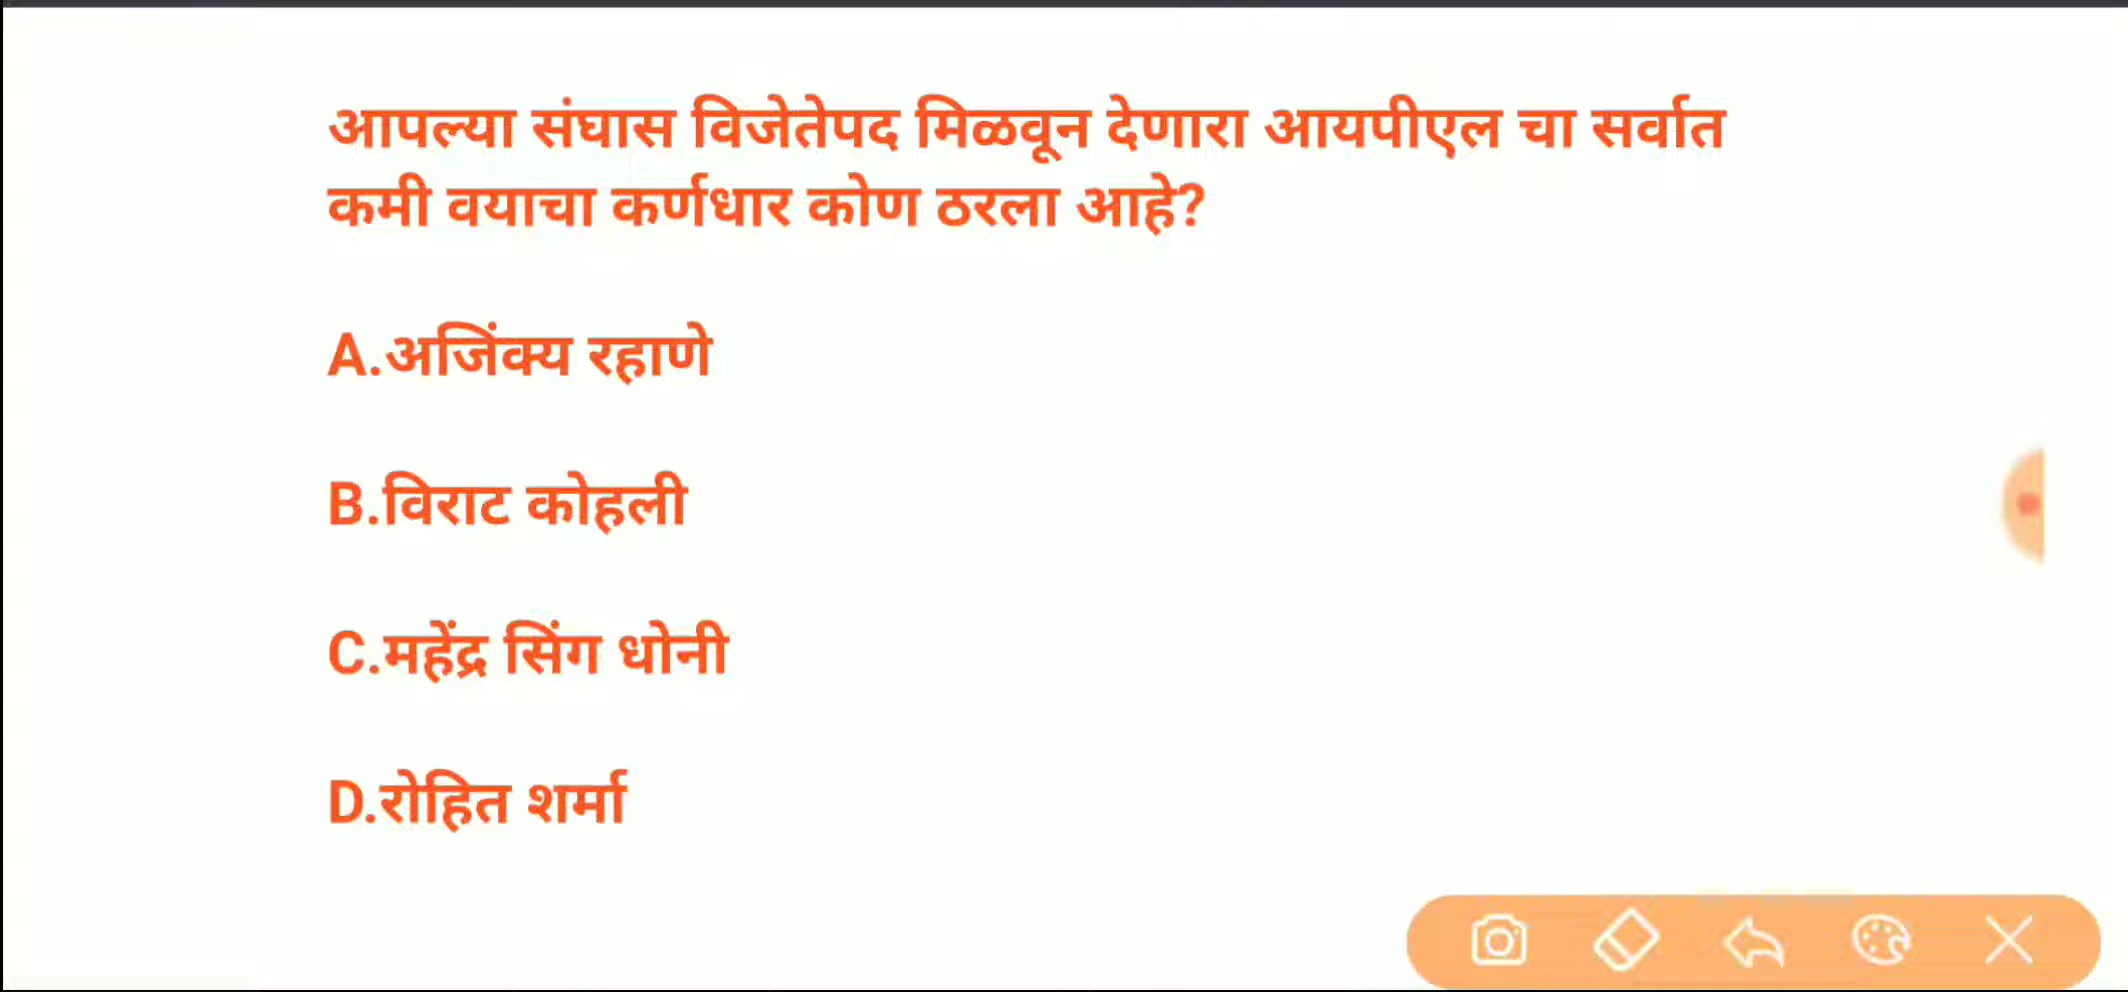 आपल्या संघास विजेतेपद मिळवून देणारा आयपीएल चा सर्वात
कमी वयाचा कर्णधार कोण ठरला आहे?
A.अजिंक्य रहाणे
B.विराट कोहली
C.महेंद्र सिंग धोनी
D.रोहित शर्मा